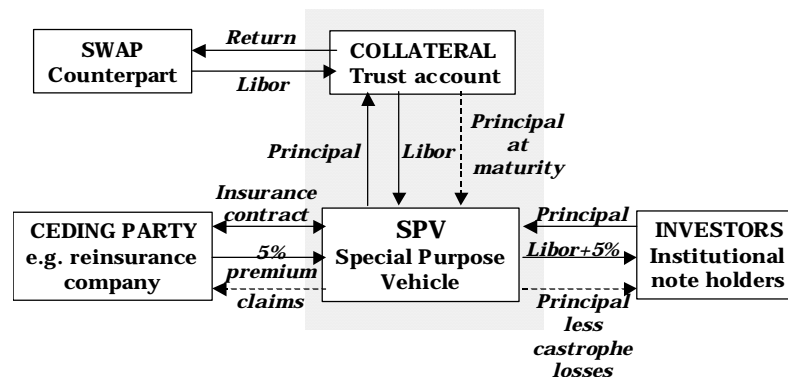 Return
SWAP
Counterpart
Libor
COLLATERAL
Trust account
Principal
Libor
Principal
at
maturity
Insurance
contract
CEDING PARTY
e.g. reinsurance
company
5%
premium
claims
SPV
Special Purpose
Vehicle
Principal
Libor+5%
INVESTORS
Institutional
note holders
Principal
less
castrophe
losses